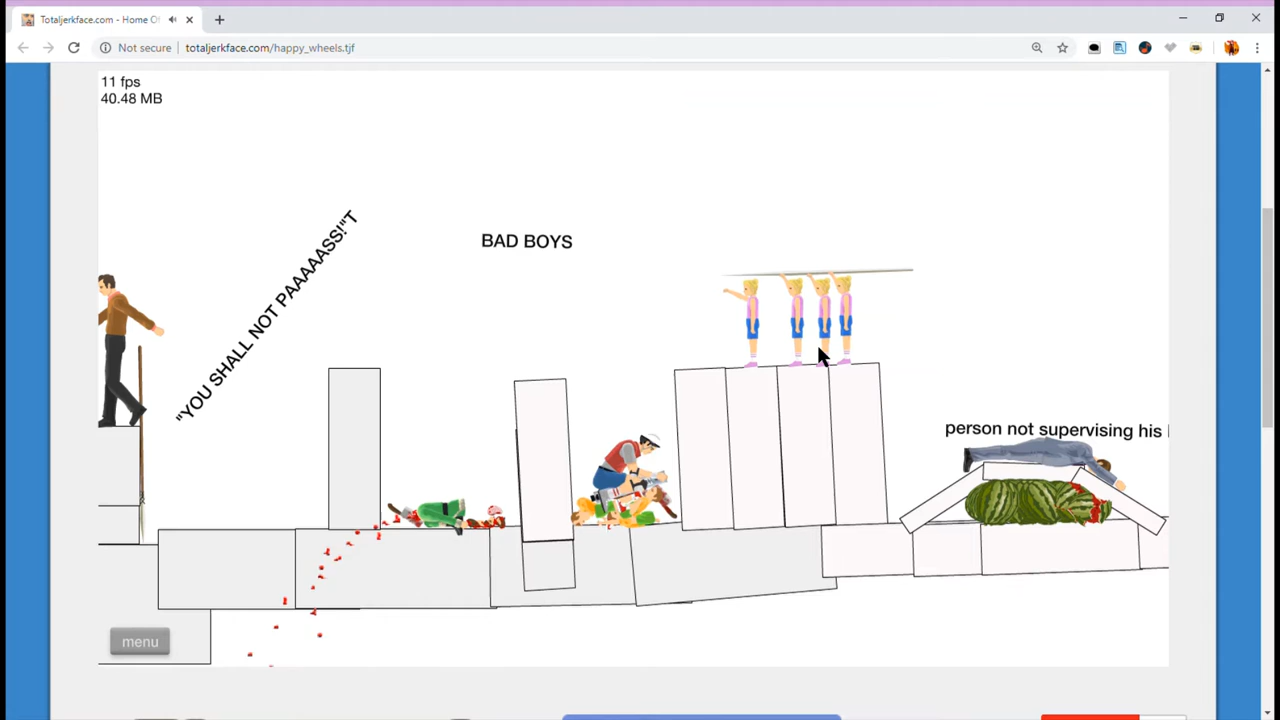 Totaljerkface.com - Home Of
Not secure
totaljerkface.com/happy_wheels.tjf
11 fps
40.48 MB
"YOU SHALL NOT PAAAAASS!"T
BAD BOYS
person not supervising his
menu